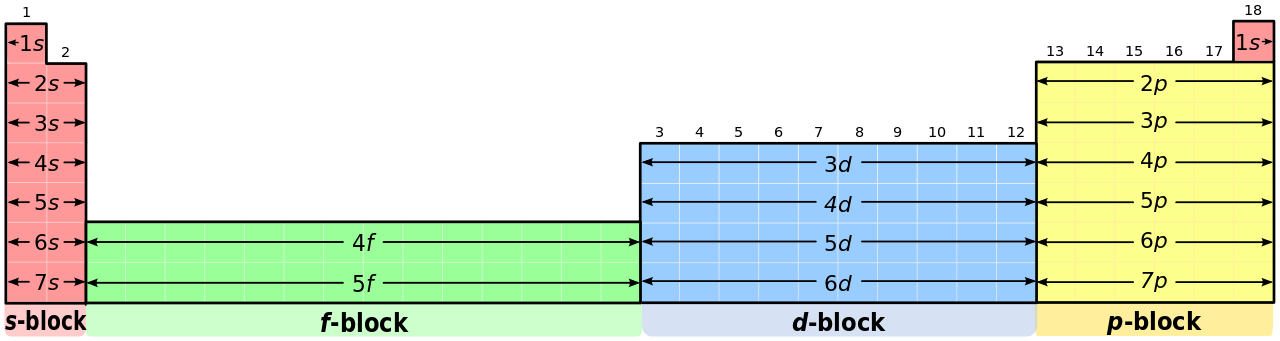 1 18
1s 2 13 14 15 16 17 1s
2s 2p
3s 3p
3 4 5 6 7 8 9 10 11 12
4s 3d 4p
5s 4d 5p
6s 4f 5d 6p
7s 5f 6d 7p
s-block f-block d-block p-block